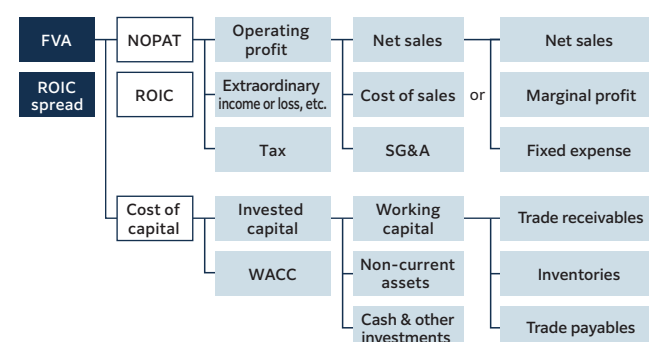 FVA
NOPAT
Operating
profit
Net sales
Net sales
ROIC
spread
ROIC
Extraordinary
income or loss, etc.
Cost of sales
or
Marginal profit
Tax
SG&A
Fixed expense
Cost of
capital
Invested
capital
Working
capital
Trade receivables
WACC
Non-current
assets
Inventories
Cash & other
investments
Trade payables